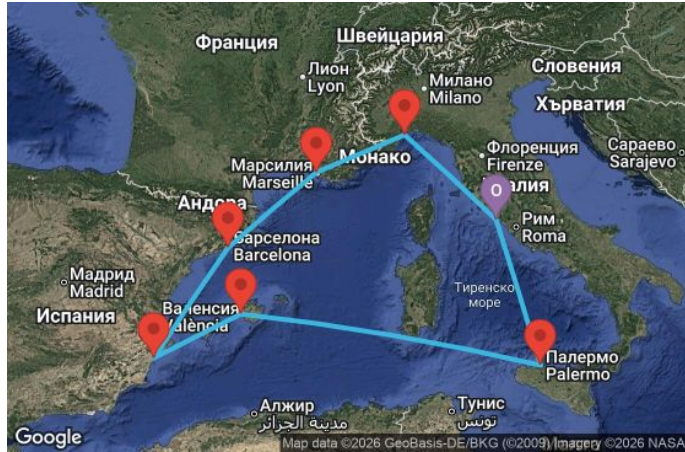 Франция
Швейцария
Словения
Лион
Lyon
Милано
Milano
Хърватия
Марсилия
Marseille
Монако
Флоренция
Firenze
Сараево
Sarajevo
Андора
O
Барселона
Barcelona
Рим
Roma
Мадрид
Madrid
Тиренско
море
Испания
Валенсия
València
Палермо
Palermo
Алжир
مدينة الجزائر
Тунис
تونس
Google
Map data ©2026 GeoBasis-DE/BKG (©2009) Imagery ©2026 NASA